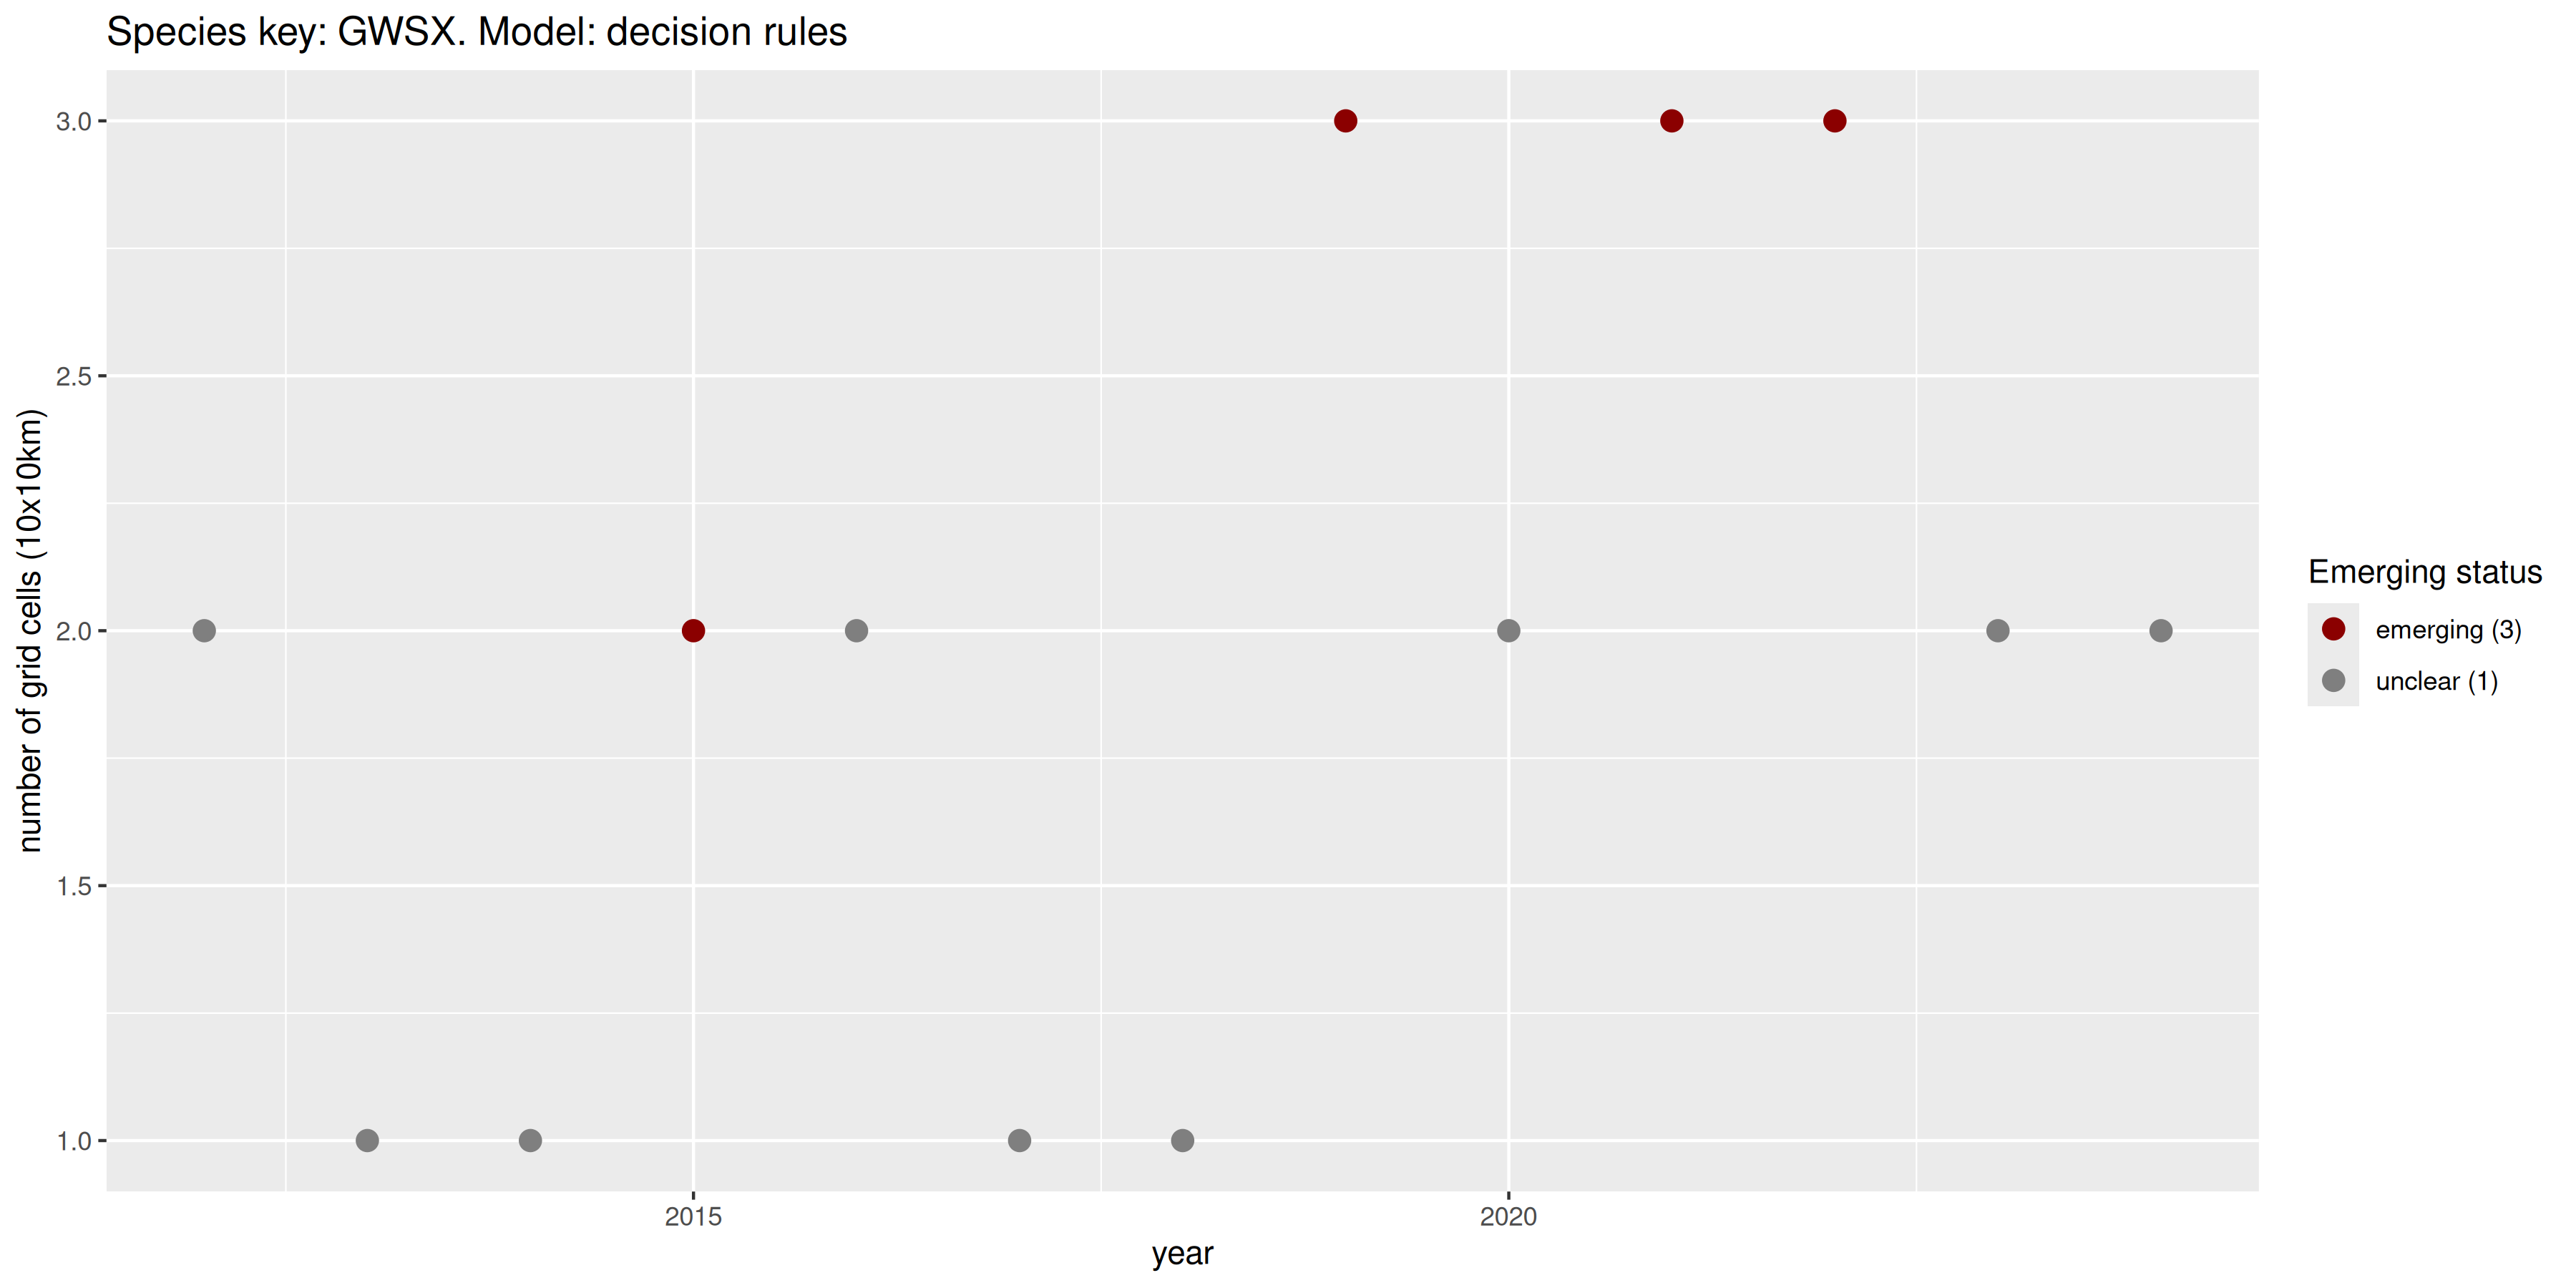 Species key: GWSX. Model: decision rules
3.0
2.5
2.0
1.5
1.0
number of grid cells (10x10km)
2015
2020
year
Emerging status
emerging (3)
unclear (1)